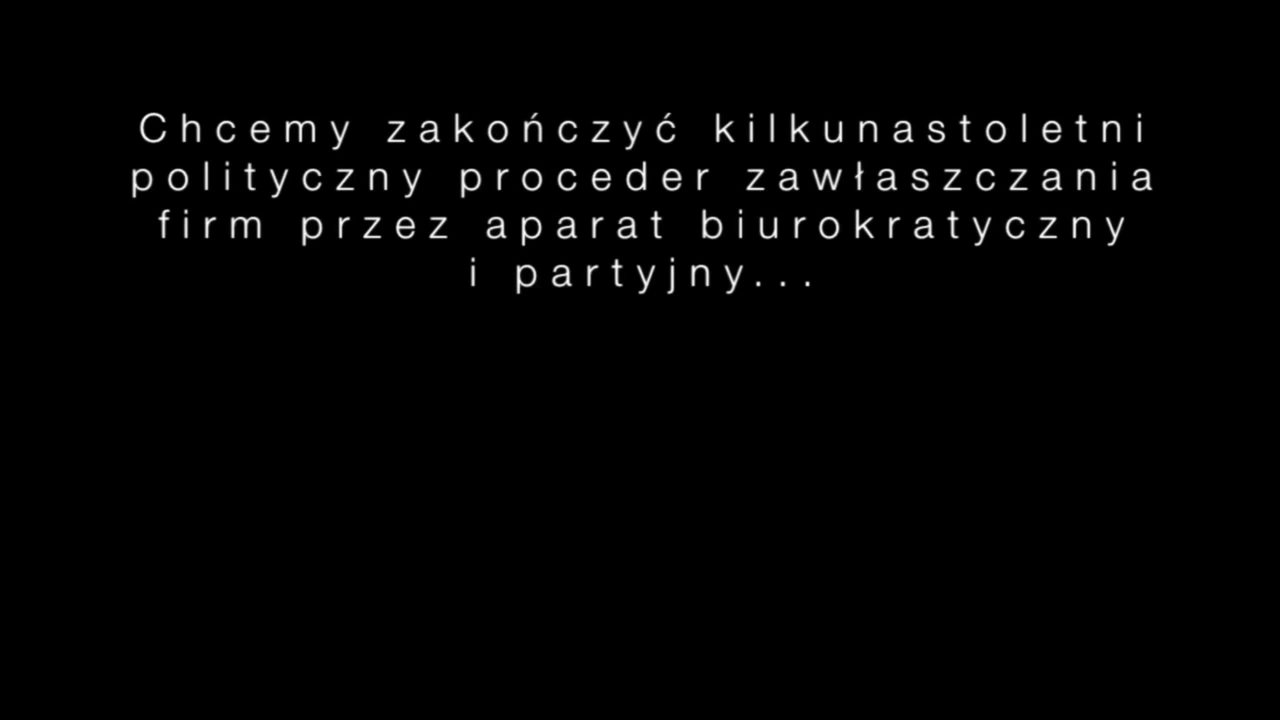 Chcemy zakończyć kilkunastoletni
polityczny proceder zawłaszczania
firm przez aparat biurokratyczny
i partyjny...